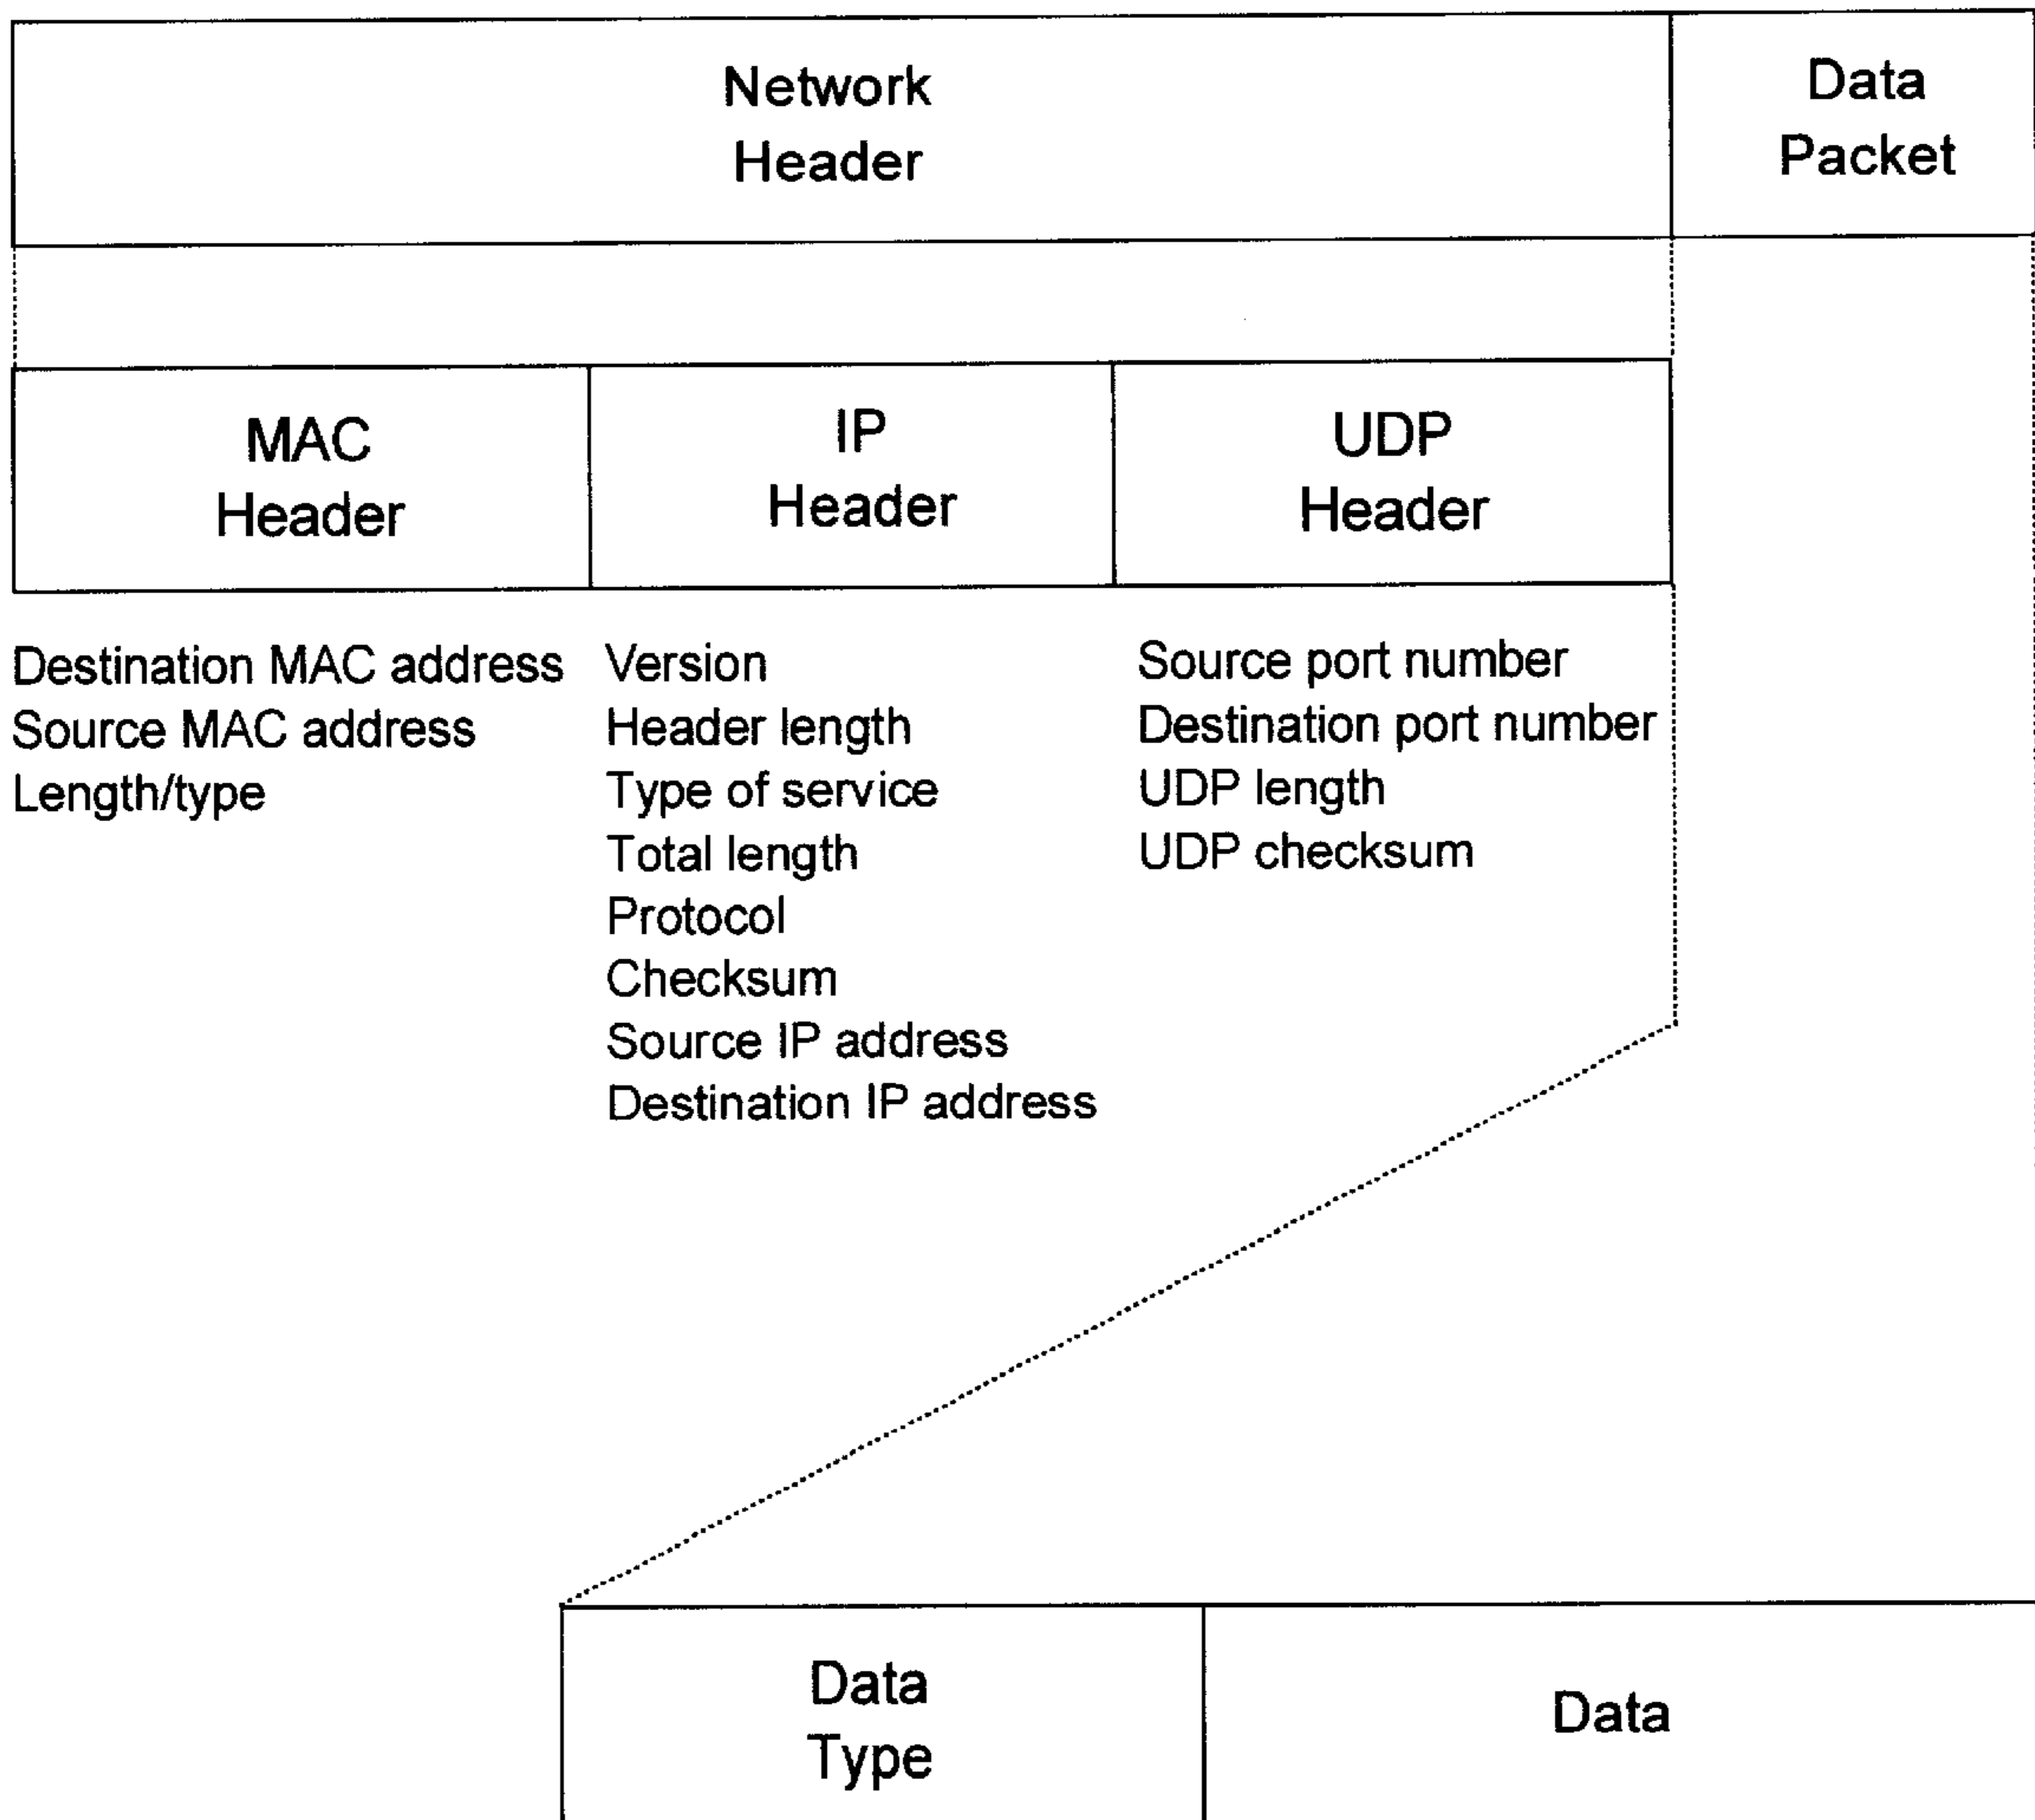 Network
Header
Data
Packet
MAC
Header
IP
Header
UDP
Header
Destination MAC address
Source MAC address
Length/type
Version
Header length
Type of service
Total length
Protocol
Checksum
Source IP address
Destination IP address
Source port number
Destination port number
UDP length
UDP checksum
Data
Type
Data